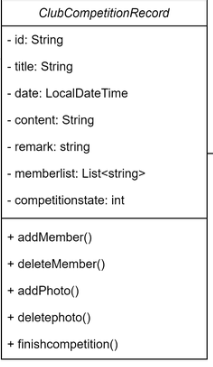 ClubCompetitionRecord
- id: String
- title: String
- date: LocalDateTime
- content: String
- remark: string
- memberlist: List<string>
- competitionstate: int
+ addMember()
+ deleteMember()
+ addPhoto()
+ deletephoto()
+ finishcompetition()